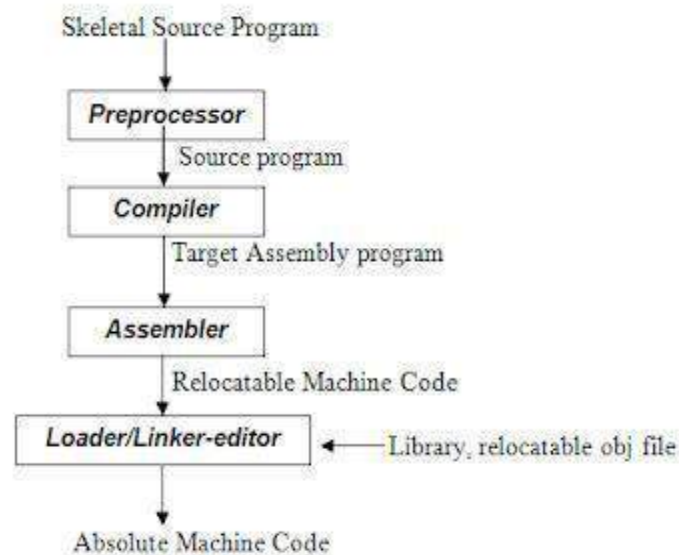 Skeletal Source Program
Preprocessor
Source program
Compiler
Target Assembly program
Assembler
Relocatable Machine Code
Loader/Linker-editor
Library, relocatable obj file
Absolute Machine Code